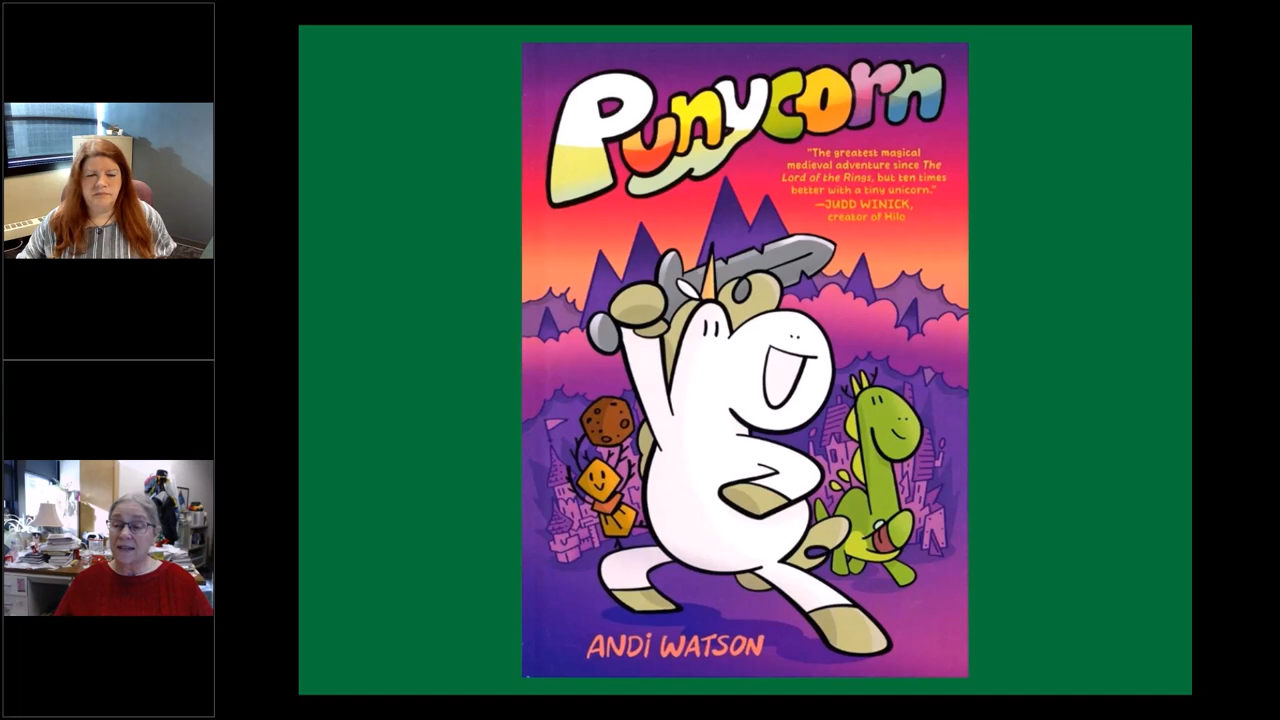 Punycorn
"The greatest magical
medieval adventure since The
Lord of the Rings, but ten times
better with a tiny unicorn."
—JUDD WINICK,
creator of Hilo
ANDi WATSON